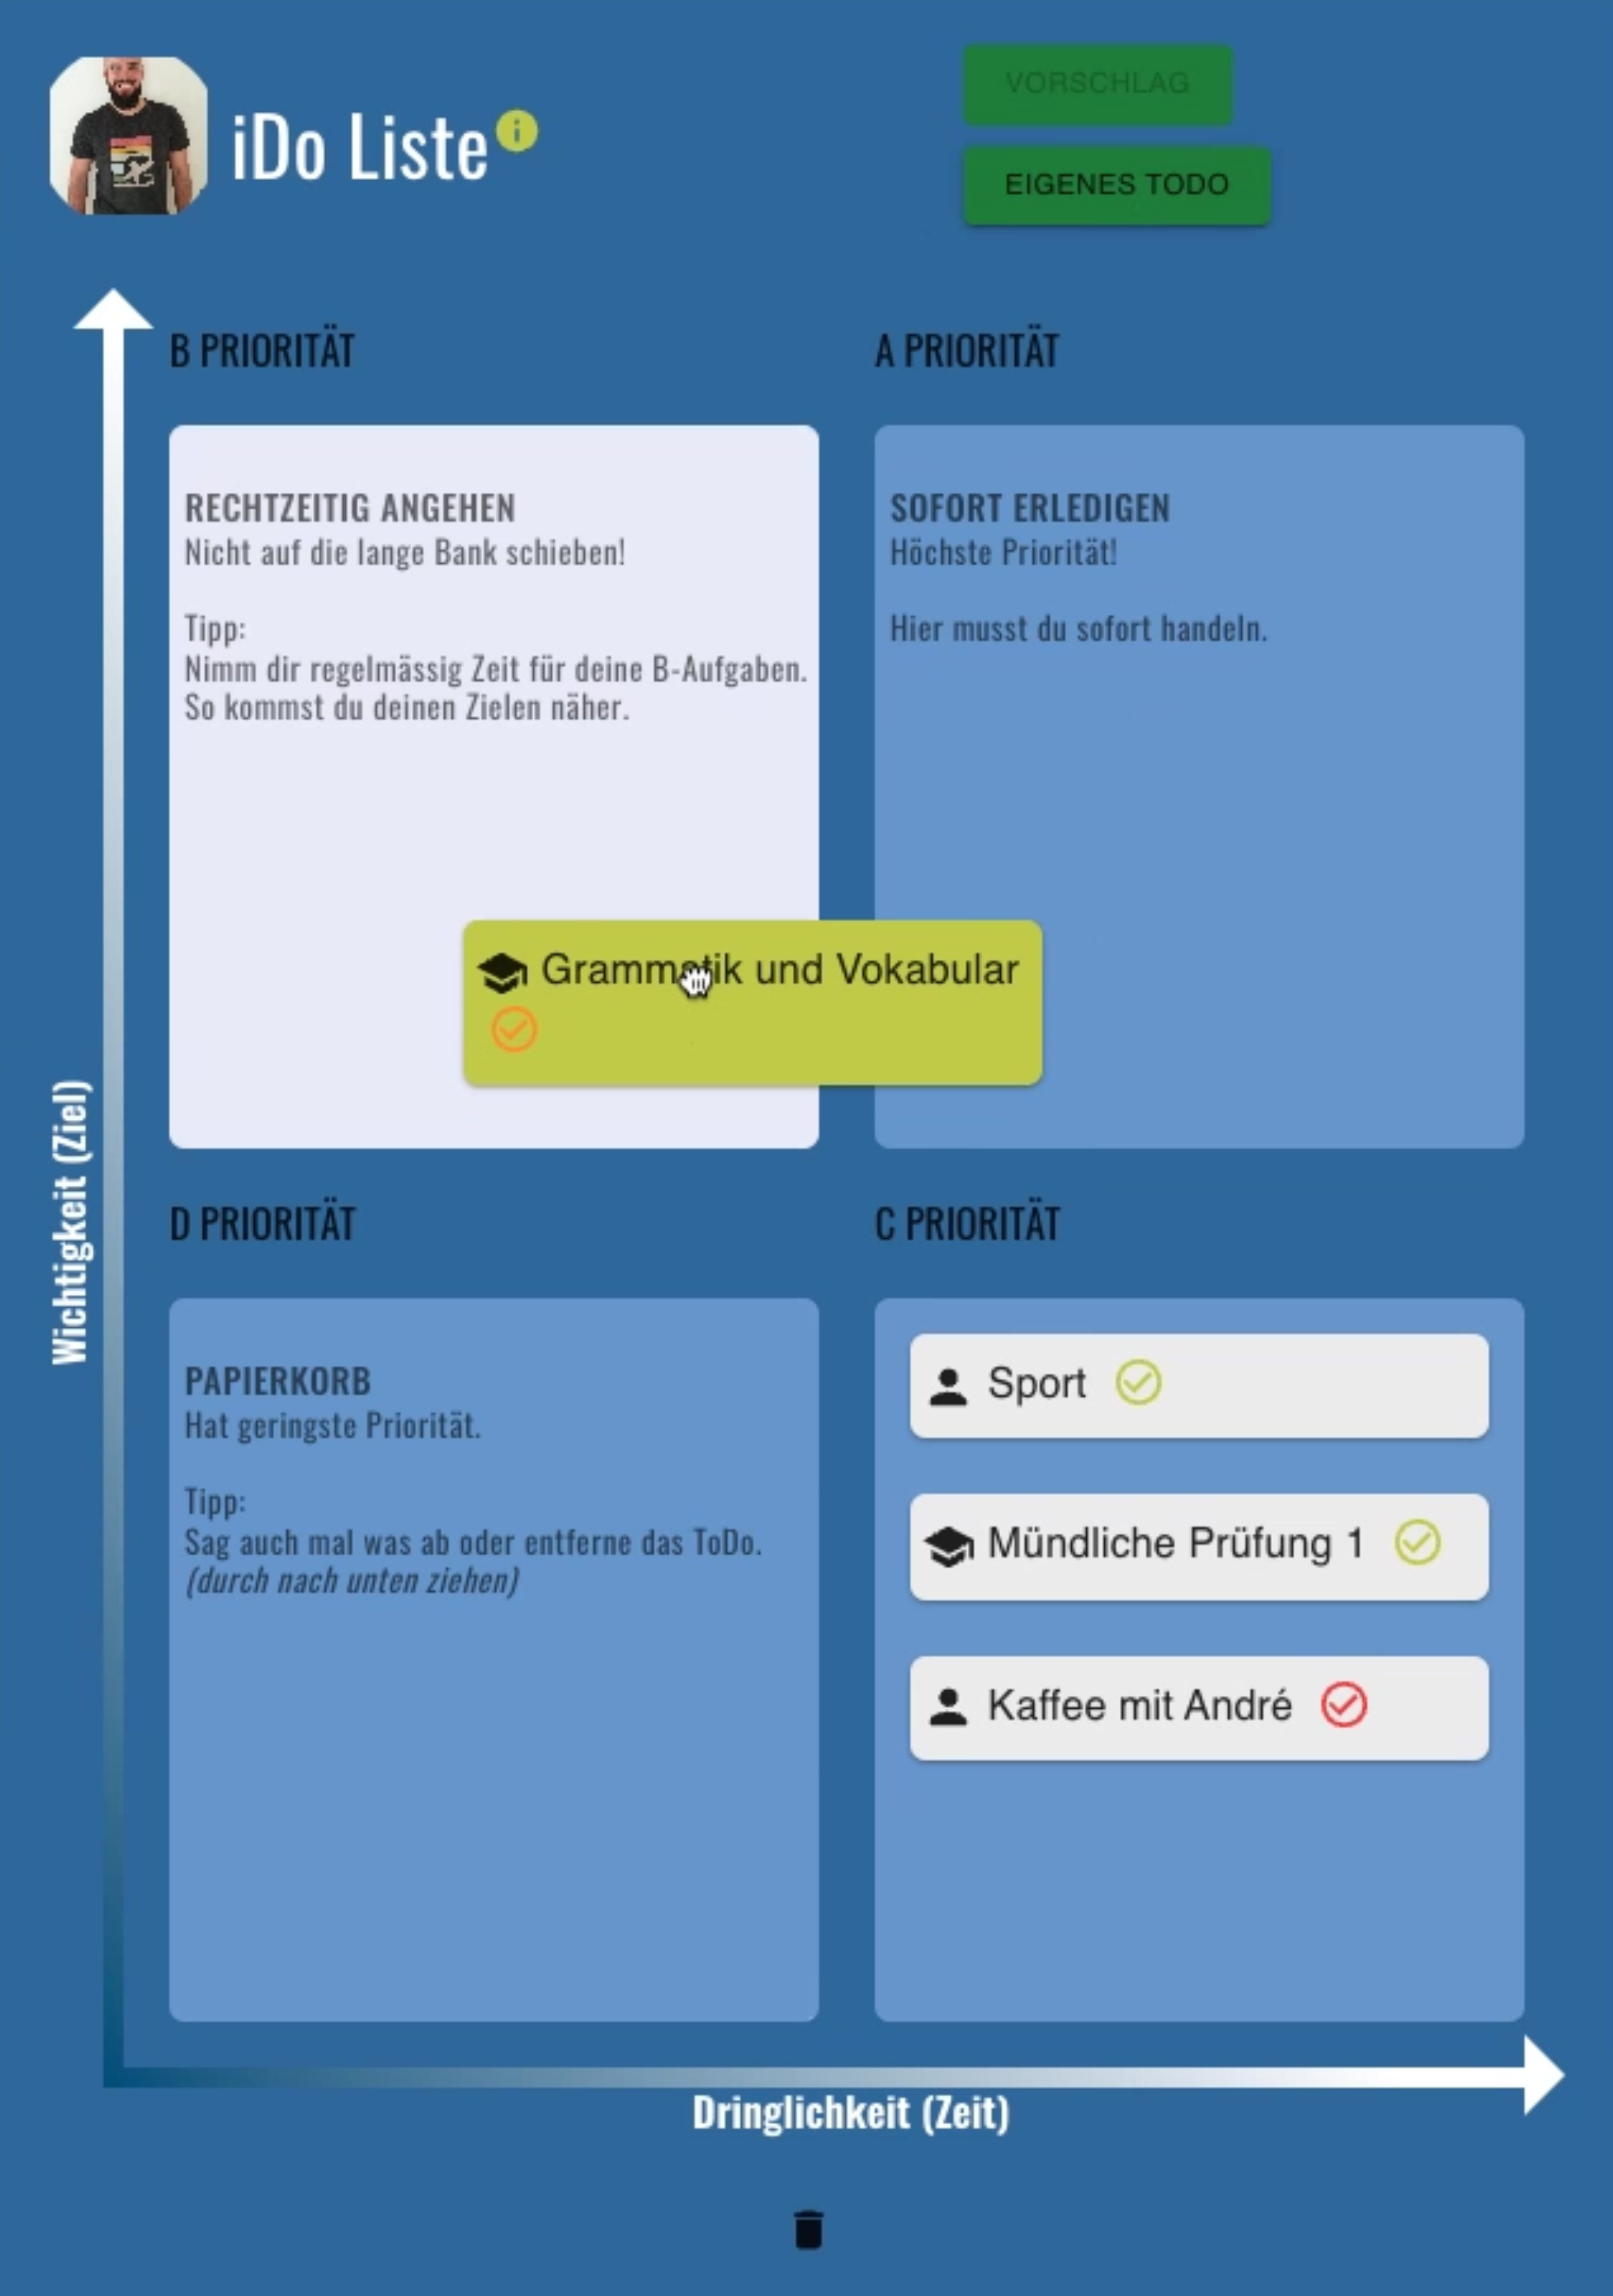 iDo Liste
i
VORSCHLAG
EIGENES TODO
B PRIORITÄT
A PRIORITÄT
RECHTZEITIG ANGEHEN
Nicht auf die lange Bank schieben!
Tipp:
Nimm dir regelmässig Zeit für deine B-Aufgaben.
So kommst du deinen Zielen näher.
SOFORT ERLEDIGEN
Höchste Priorität!
Hier musst du sofort handeln.
Grammatik und Vokabular
Wichtigkeit (Ziel)
D PRIORITÄT
C PRIORITÄT
PAPIERKORB
Hat geringste Priorität.
Tipp:
Sag auch mal was ab oder entferne das ToDo.
(durch nach unten ziehen)
Sport
Mündliche Prüfung 1
Kaffee mit André
Dringlichkeit (Zeit)